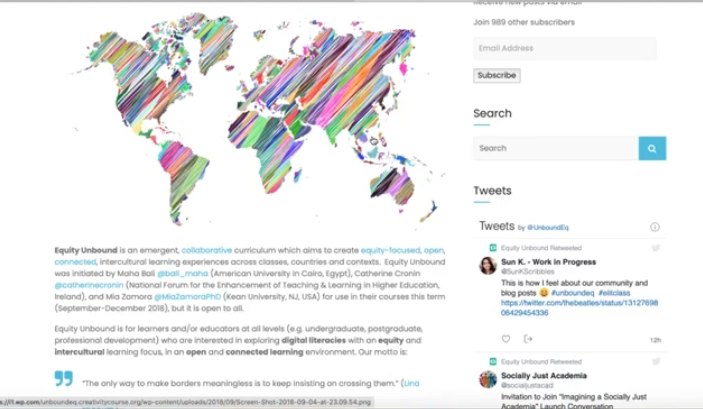 Receive new posts via email
Join 989 other subscribers
Email Address
Subscribe
Search
Search
Tweets
Tweets by @UnboundEq
Equity Unbound Retweeted
Sun K. - Work in Progress
@SunKScribbles
This is how I feel about our community and
blog posts 😀 #unboundeq #elitclass
https://twitter.com/thebeatles/status/13127698
06429454336
12h
Equity Unbound Retweeted
Socially Just Academia
@socialjustacad
Invitation to Join "Imagining a Socially Just
Academia" Launch Conversation
Equity Unbound is an emergent, collaborative curriculum which aims to create equity-focused, open,
connected, intercultural learning experiences across classes, countries and contexts. Equity Unbound
was initiated by Maha Bali @bali_maha (American University in Cairo, Egypt), Catherine Cronin
@catherinecronin (National Forum for the Enhancement of Teaching & Learning in Higher Education,
Ireland), and Mia Zamora @MiaZamoraPhD (Kean University, NJ, USA) for use in their courses this term
(September-December 2018), but it is open to all.
Equity Unbound is for learners and/or educators at all levels (e.g. undergraduate, postgraduate,
professional development) who are interested in exploring digital literacies with an equity and
intercultural learning focus, in an open and connected learning environment. Our motto is:
"The only way to make borders meaningless is to keep insisting on crossing them." (Lina
s://i1.wp.com/unboundeq.creativitycourse.org/wp-content/uploads/2018/09/Screen-Shot-2018-09-04-at-23.09.54.png